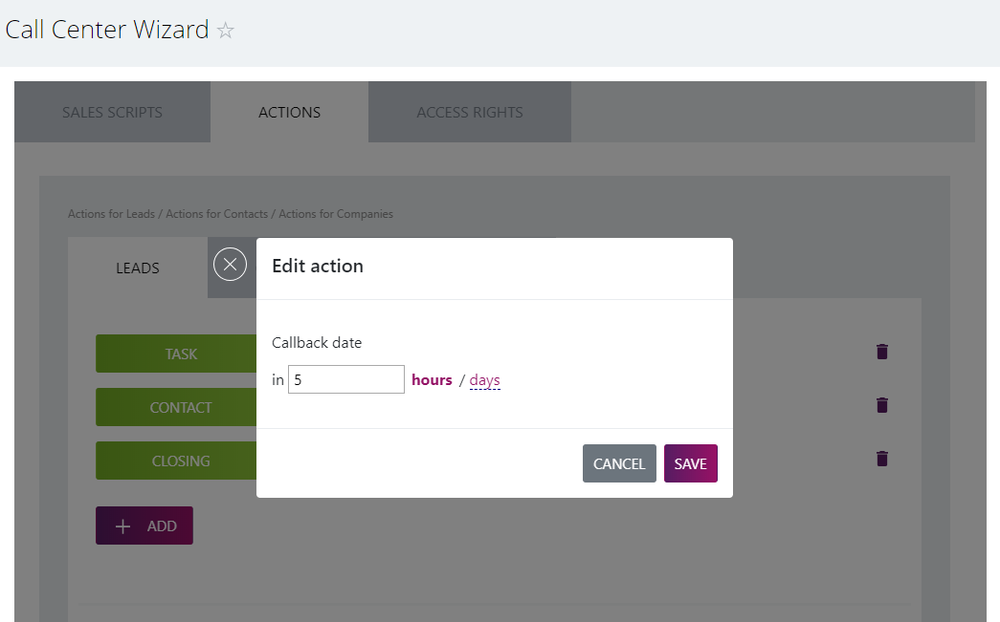 Call Center Wizard
SALES SCRIPTS ACTIONS ACCESS RIGHTS
Actions for Leads / Actions for Contacts / Actions for Companies
LEADS
Edit action
Callback date
in 5 hours / days
CANCEL SAVE
TASK
CONTACT
CLOSING
ADD